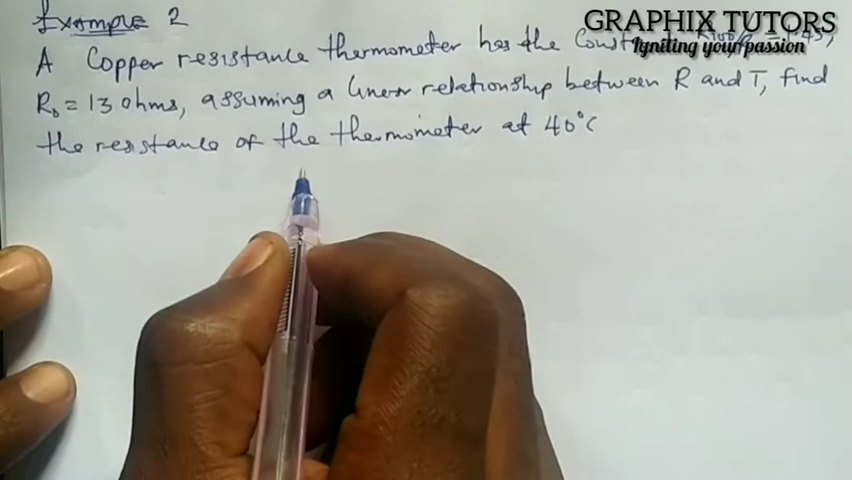 Example 2
GRAPHIX TUTORS
Igniting your passion
A Copper resistance thermometer has the
R₀ = 13 ohms, assuming a linear relationship between R and T, find
the resistance of the thermometer at 40°C